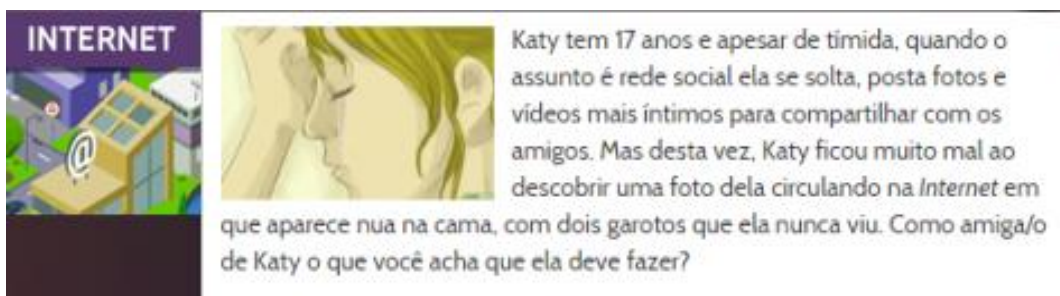 INTERNET
Katy tem 17 anos e apesar de tímida, quando o
assunto é rede social ela se solta, posta fotos e
vídeos mais íntimos para compartilhar com os
amigos. Mas desta vez, Katy ficou muito mal ao
descobrir uma foto dela circulando na Internet em
que aparece nua na cama, com dois garotos que ela nunca viu. Como amiga/o
de Katy o que você acha que ela deve fazer?
@